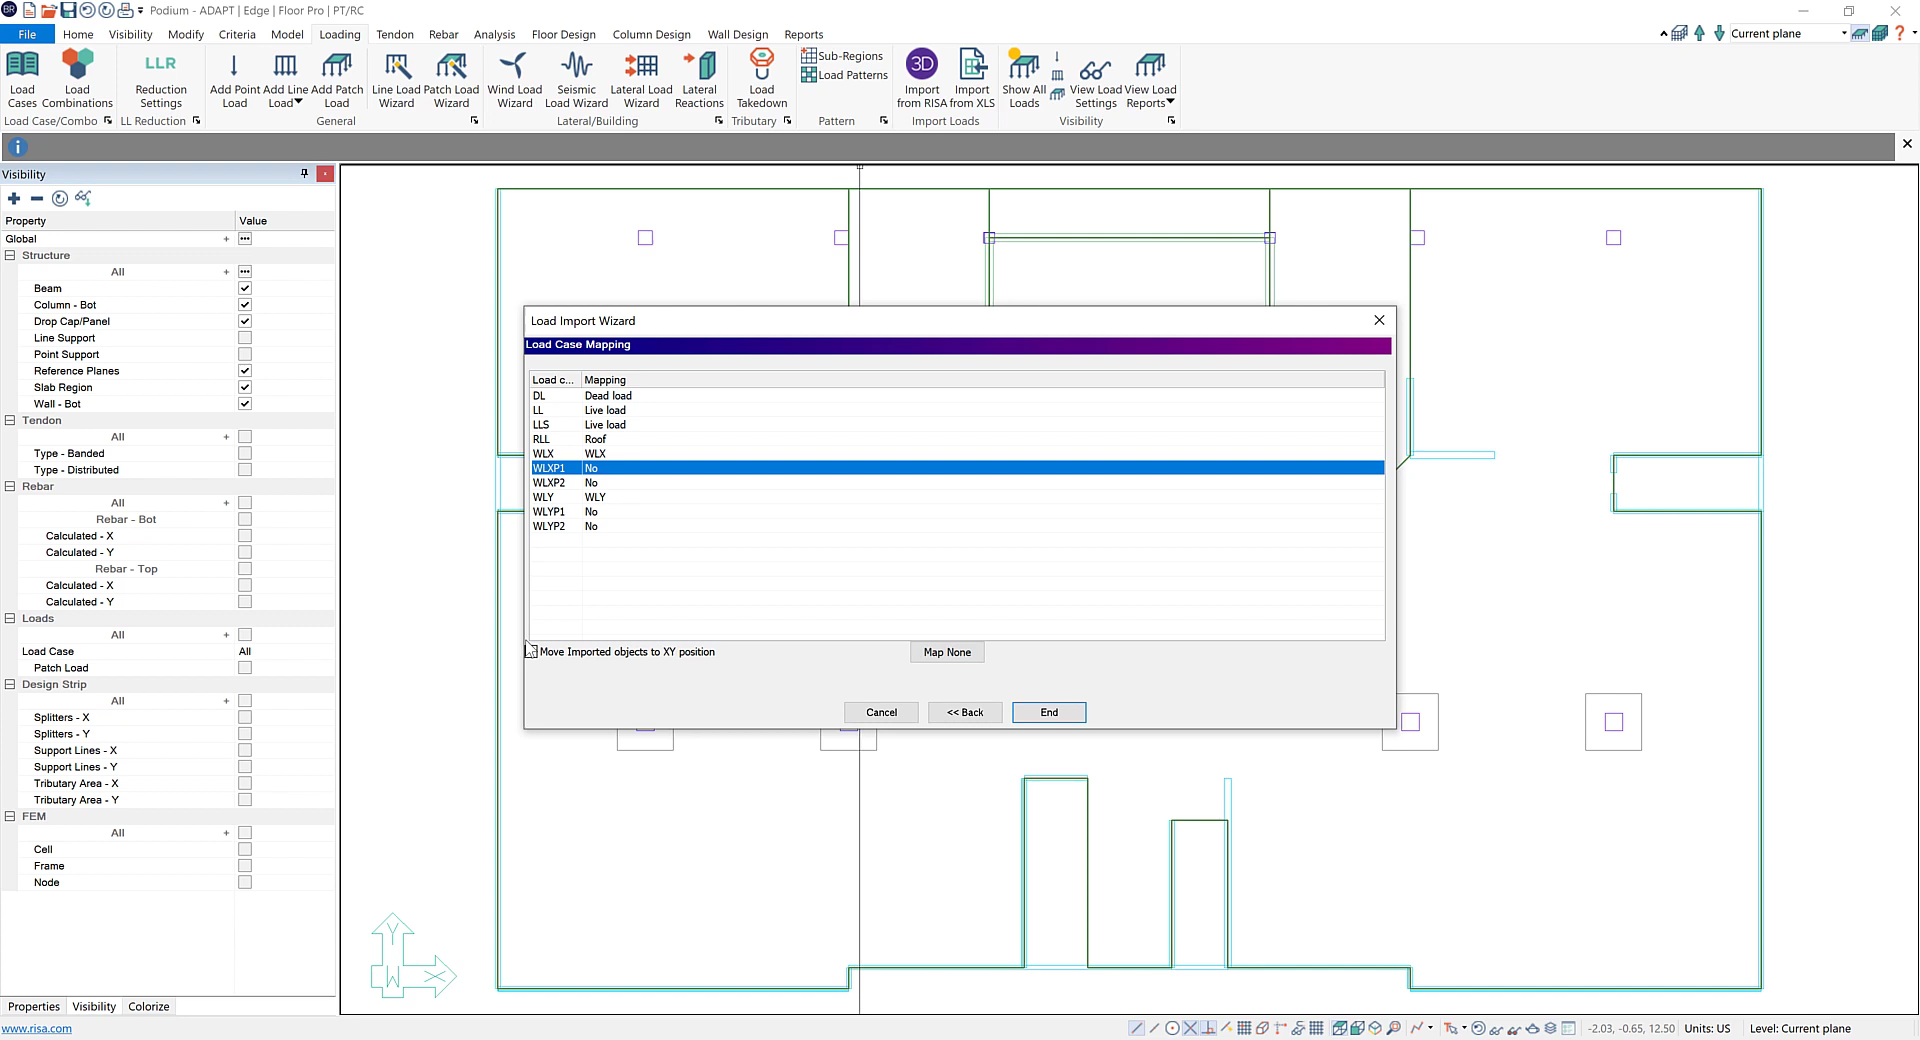 BR Podium - ADAPT | Edge | Floor Pro | PT/RC
File Home Visibility Modify Criteria Model Loading Tendon Rebar Analysis Floor Design Column Design Wall Design Reports Current plane ?
LLR Sub-Regions 3D
Load Patterns
Load Load Reduction Add Point Add Line Add Patch Line Load Patch Load Wind Load Seismic Lateral Load Lateral Load Import Import Show All View Load View Load
Cases Combinations Settings Load Load Load Wizard Wizard Wizard Load Wizard Wizard Reactions Takedown from RISA from XLS Loads Settings Reports
Load Case/Combo LL Reduction General Lateral/Building Tributary Pattern Import Loads Visibility
i
Visibility
Property Value
Global + •••
Structure
All + •••
Beam
Column - Bot
Drop Cap/Panel
Line Support
Point Support
Reference Planes
Slab Region
Wall - Bot
Tendon
All +
Type - Banded
Type - Distributed
Rebar
All +
Rebar - Bot
Calculated - X
Calculated - Y
Rebar - Top
Calculated - X
Calculated - Y
Loads
All +
Load Case All
Patch Load
Design Strip
All +
Splitters - X
Splitters - Y
Support Lines - X
Support Lines - Y
Tributary Area - X
Tributary Area - Y
FEM
All +
Cell
Frame
Node
Properties Visibility Colorize
www.risa.com
Load Import Wizard
Load Case Mapping
Load c... Mapping
DL Dead load
LL Live load
LLS Live load
RLL Roof
WLX WLX
WLXP1 No
WLXP2 No
WLY WLY
WLYP1 No
WLYP2 No
Move Imported objects to XY position Map None
Cancel << Back End
Y
W X
-2.03, -0.65, 12.50 Units: US Level: Current plane